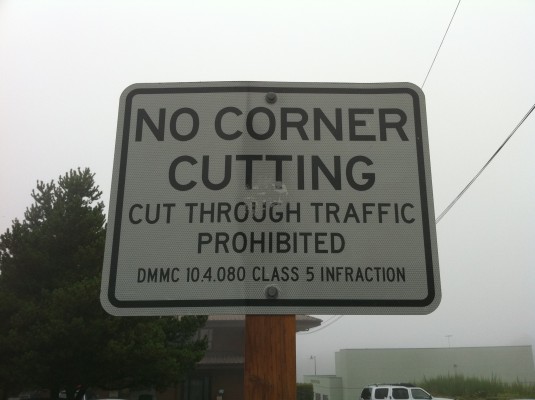 NO CORNER
CUTTING
CUT THROUGH TRAFFIC
PROHIBITED
DMMC 10.4.080 CLASS 5 INFRACTION